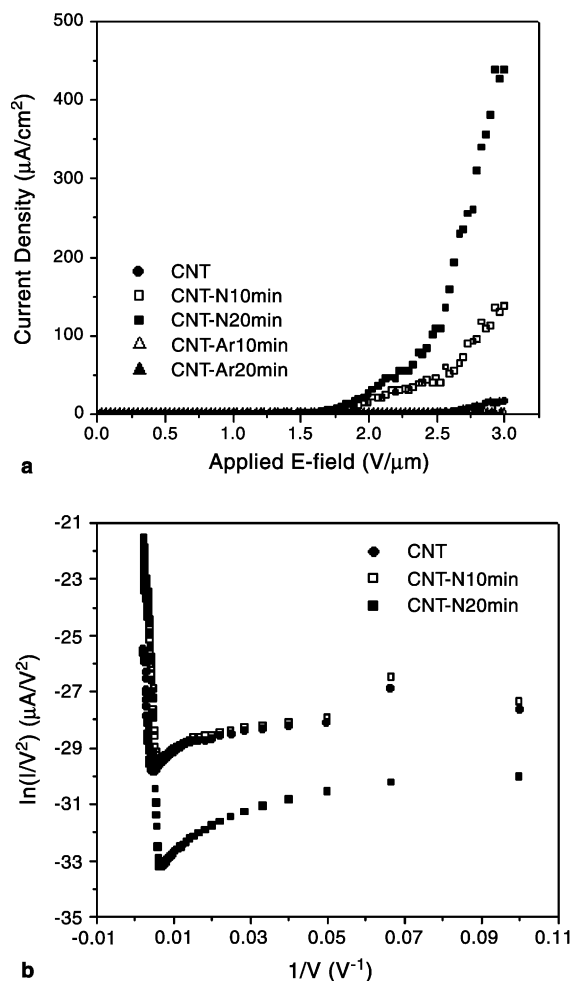 500
400
300
200
100
0
Current Density (μA/cm²)
CNT
CNT-N10min
CNT-N20min
CNT-Ar10min
CNT-Ar20min
0.0 0.5 1.0 1.5 2.0 2.5 3.0
Applied E-field (V/μm)
a
-21
-23
-25
-27
-29
-31
-33
-35
ln(I/V²) (μA/V²)
CNT
CNT-N10min
CNT-N20min
-0.01 0.01 0.03 0.05 0.07 0.09 0.11
1/V (V⁻¹)
b